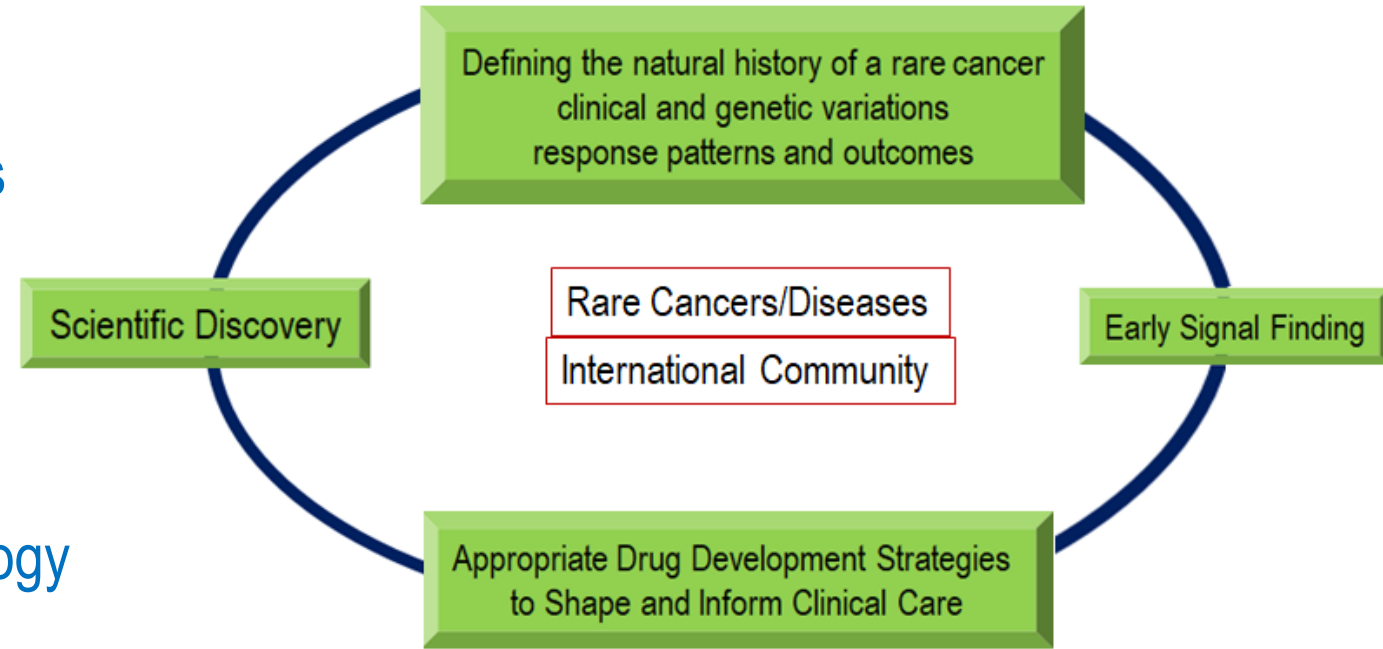 Defining the natural history of a rare cancer
clinical and genetic variations
response patterns and outcomes
Scientific Discovery
Rare Cancers/Diseases
International Community
Early Signal Finding
Appropriate Drug Development Strategies
to Shape and Inform Clinical Care